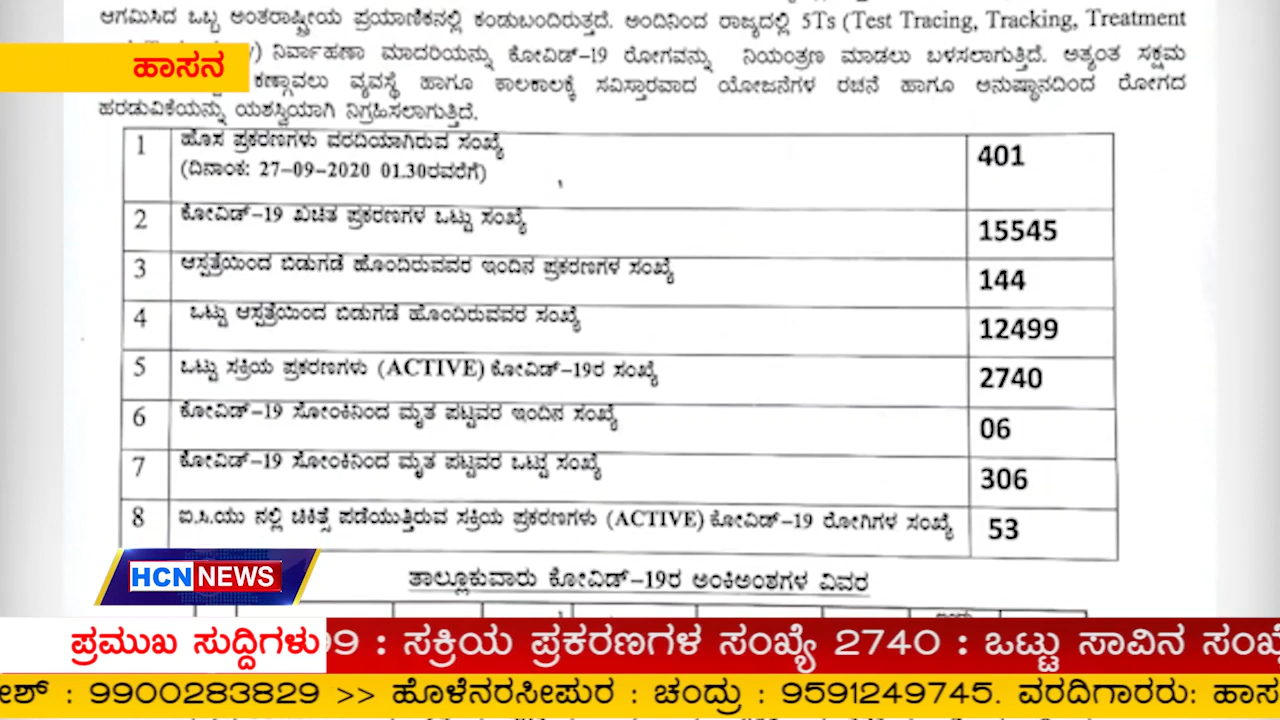 ಆಗಮಿಸಿದ ಒಬ್ಬ ಅಂತರಾಷ್ಟ್ರೀಯ ಪ್ರಯಾಣಿಕನಲ್ಲಿ ಕಂಡುಬಂದಿರುತ್ತದೆ. ಅಂದಿನಿಂದ ರಾಜ್ಯದಲ್ಲಿ 5Ts (Test Tracing, Tracking, Treatment
ನಿರ್ವಾಹಣಾ ಮಾದರಿಯನ್ನು ಕೋವಿಡ್-19 ರೋಗವನ್ನು ನಿಯಂತ್ರಣ ಮಾಡಲು ಬಳಸಲಾಗುತ್ತಿದೆ. ಅತ್ಯಂತ ಸಕ್ಷಮ
ಹಾಸನ
ಕಣ್ಗಾವಲು ವ್ಯವಸ್ಥೆ ಹಾಗೂ ಕಾಲಕಾಲಕ್ಕೆ ಸವಿಸ್ತಾರವಾದ ಯೋಜನೆಗಳ ರಚನೆ ಹಾಗೂ ಅನುಷ್ಠಾನದಿಂದ ರೋಗದ
ಹರಡುವಿಕೆಯನ್ನು ಯಶಸ್ವಿಯಾಗಿ ನಿಗ್ರಹಿಸಲಾಗುತ್ತಿದೆ.
1 ಹೊಸ ಪ್ರಕರಣಗಳು ವರದಿಯಾಗಿರುವ ಸಂಖ್ಯೆ 401
(ದಿನಾಂಕ: 27-09-2020 01.30ರವರೆಗೆ)
2 ಕೋವಿಡ್-19 ಖಚಿತ ಪ್ರಕರಣಗಳ ಒಟ್ಟು ಸಂಖ್ಯೆ 15545
3 ಆಸ್ಪತ್ರೆಯಿಂದ ಬಿಡುಗಡೆ ಹೊಂದಿರುವವರ ಇಂದಿನ ಪ್ರಕರಣಗಳ ಸಂಖ್ಯೆ 144
4 ಒಟ್ಟು ಆಸ್ಪತ್ರೆಯಿಂದ ಬಿಡುಗಡೆ ಹೊಂದಿರುವವರ ಸಂಖ್ಯೆ 12499
5 ಒಟ್ಟು ಸಕ್ರಿಯ ಪ್ರಕರಣಗಳು (ACTIVE) ಕೋವಿಡ್-19ರ ಸಂಖ್ಯೆ 2740
6 ಕೋವಿಡ್-19 ಸೋಂಕಿನಿಂದ ಮೃತ ಪಟ್ಟವರ ಇಂದಿನ ಸಂಖ್ಯೆ 06
7 ಕೋವಿಡ್-19 ಸೋಂಕಿನಿಂದ ಮೃತ ಪಟ್ಟವರ ಒಟ್ಟು ಸಂಖ್ಯೆ 306
8 ಐ.ಸಿ.ಯು ನಲ್ಲಿ ಚಿಕಿತ್ಸೆ ಪಡೆಯುತ್ತಿರುವ ಸಕ್ರಿಯ ಪ್ರಕರಣಗಳು (ACTIVE) ಕೋವಿಡ್-19 ರೋಗಿಗಳ ಸಂಖ್ಯೆ 53
HCN NEWS
ತಾಲ್ಲೂಕುವಾರು ಕೋವಿಡ್-19ರ ಅಂಕಿಅಂಶಗಳ ವಿವರ
ಪ್ರಮುಖ ಸುದ್ದಿಗಳು 99 : ಸಕ್ರಿಯ ಪ್ರಕರಣಗಳ ಸಂಖ್ಯೆ 2740 : ಒಟ್ಟು ಸಾವಿನ ಸಂಖ್ಯೆ
ಶ್ : 9900283829 >> ಹೊಳೆನರಸೀಪುರ : ಚಂದ್ರು : 9591249745. ವರದಿಗಾರರು: ಹಾಸ